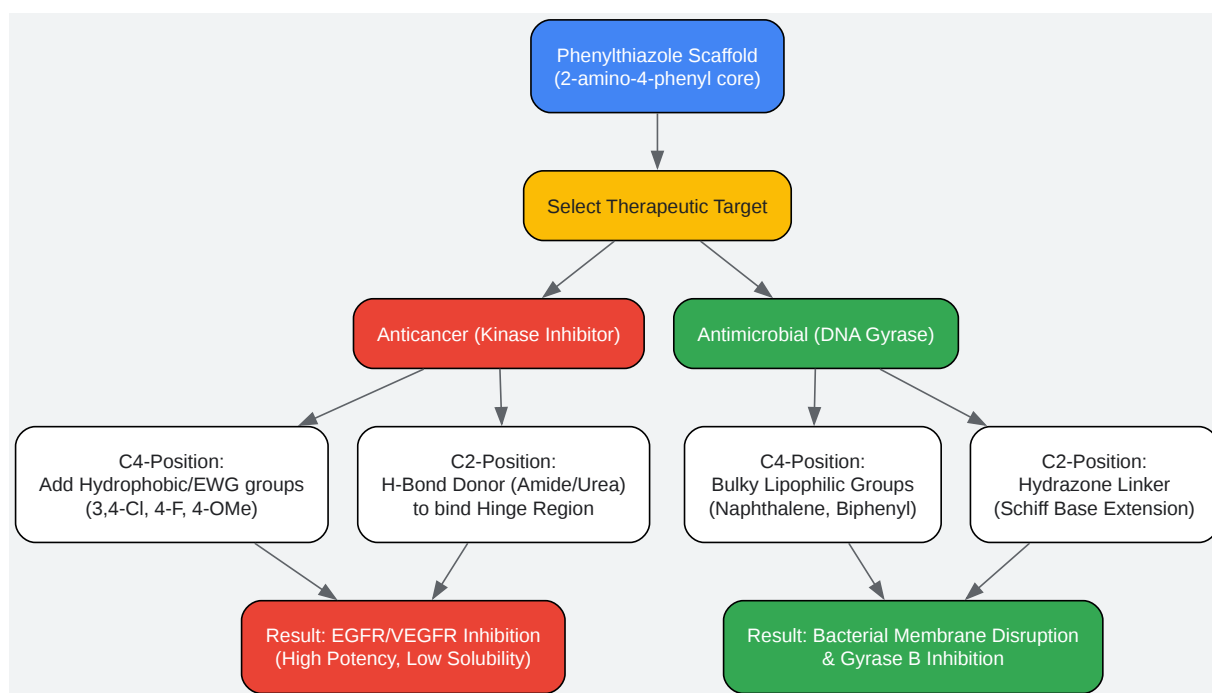 Phenylthiazole Scaffold
(2-amino-4-phenyl core)
Select Therapeutic Target
Anticancer (Kinase Inhibitor)
Antimicrobial (DNA Gyrase)
C4-Position:
Add Hydrophobic/EWG groups
(3,4-Cl, 4-F, 4-OMe)
C2-Position:
H-Bond Donor (Amide/Urea)
to bind Hinge Region
C4-Position:
Bulky Lipophilic Groups
(Naphthalene, Biphenyl)
C2-Position:
Hydrazone Linker
(Schiff Base Extension)
Result: EGFR/VEGFR Inhibition
(High Potency, Low Solubility)
Result: Bacterial Membrane Disruption
& Gyrase B Inhibition